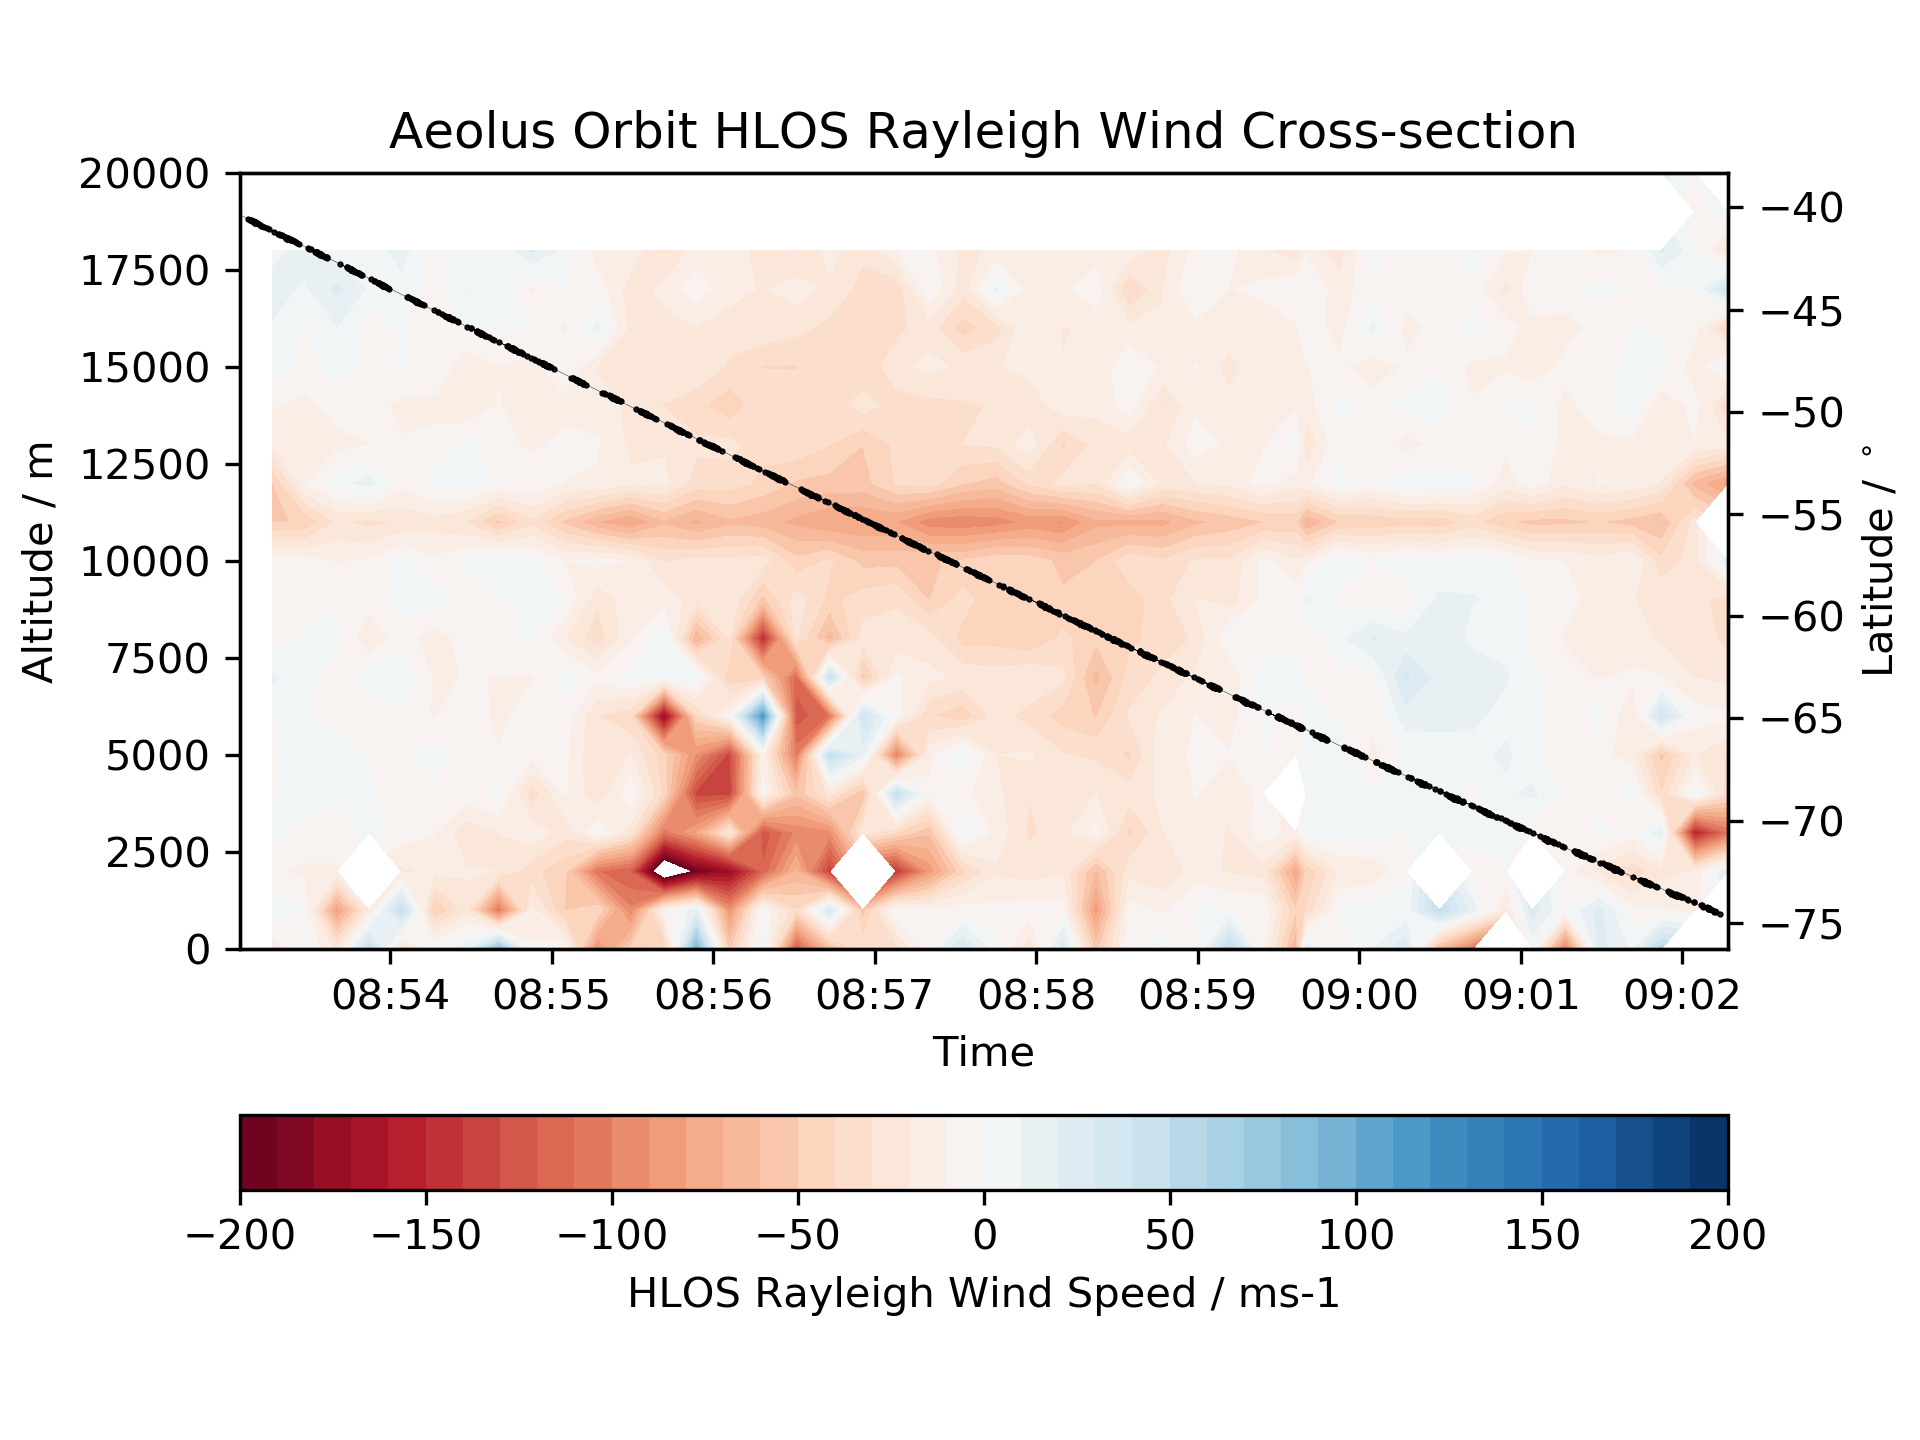 Aeolus Orbit HLOS Rayleigh Wind Cross-section
20000
17500
15000
12500
10000
7500
5000
2500
0
Altitude / m
−40
−45
−50
−55
−60
−65
−70
−75
Latitude / °
08:54 08:55 08:56 08:57 08:58 08:59 09:00 09:01 09:02
Time
−200 −150 −100 −50 0 50 100 150 200
HLOS Rayleigh Wind Speed / ms-1